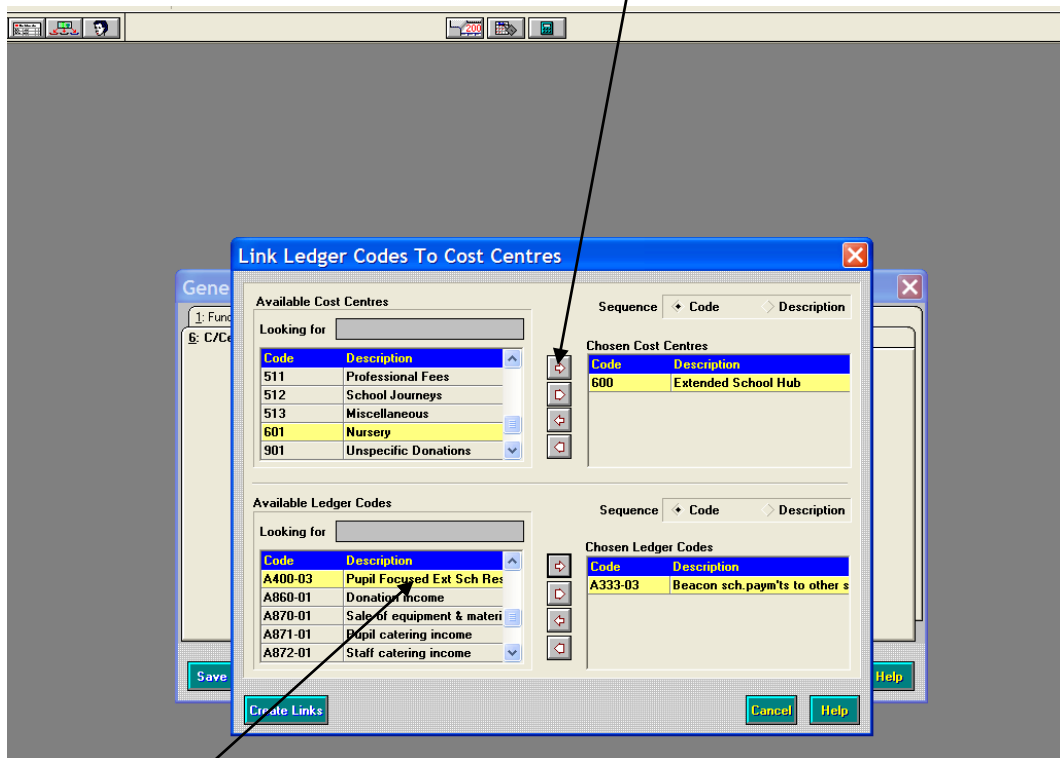 200
Link Ledger Codes To Cost Centres
Gene
1: Func
6: C/Ce
Available Cost Centres
Sequence Code Description
Looking for
Code Description
511 Professional Fees
512 School Journeys
513 Miscellaneous
601 Nursery
901 Unspecific Donations
Chosen Cost Centres
Code Description
600 Extended School Hub
Available Ledger Codes
Sequence Code Description
Looking for
Code Description
A400-03 Pupil Focused Ext Sch Res
A860-01 Donation income
A870-01 Sale of equipment & materi
A871-01 Pupil catering income
A872-01 Staff catering income
Chosen Ledger Codes
Code Description
A333-03 Beacon sch.paym'ts to other s
Save
Help
Create Links
Cancel
Help